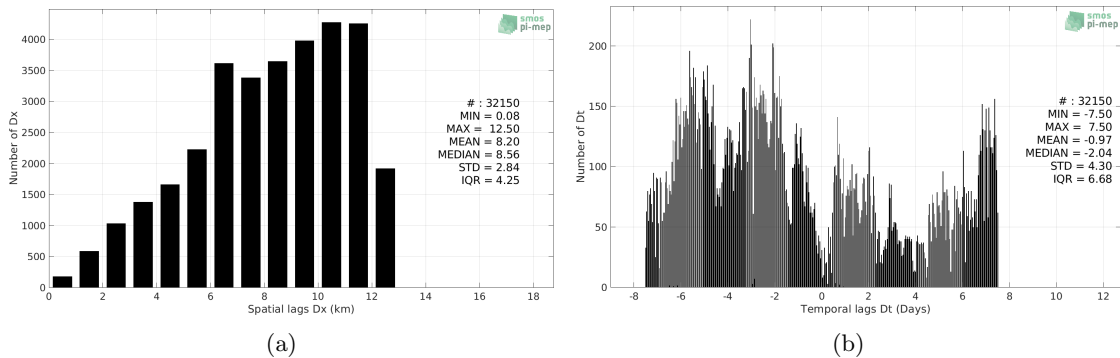 smos
pi-mep
4000
3500
3000
2500
2000
1500
1000
500
0
Number of Dx
# : 32150
MIN = 0.08
MAX = 12.50
MEAN = 8.20
MEDIAN = 8.56
STD = 2.84
IQR = 4.25
0 2 4 6 8 10 12 14 16 18
Spatial lags Dx (km)
(a)
smos
pi-mep
200
150
100
50
0
Number of Dt
# : 32150
MIN = -7.50
MAX = 7.50
MEAN = -0.97
MEDIAN = -2.04
STD = 4.30
IQR = 6.68
-8 -6 -4 -2 0 2 4 6 8 10 12
Temporal lags Dt (Days)
(b)